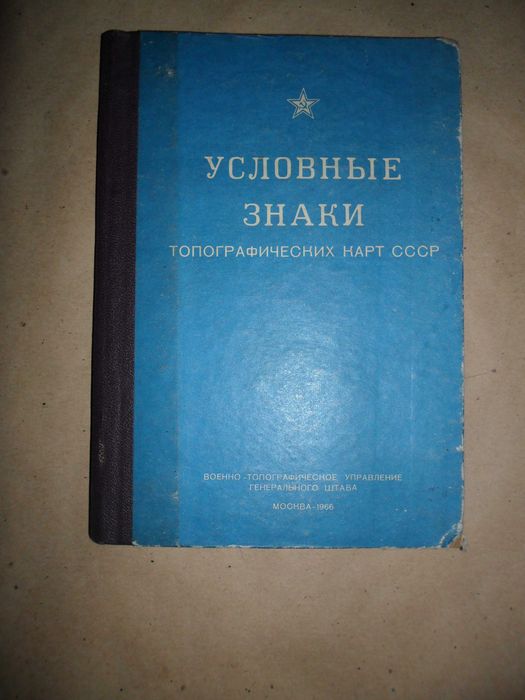 УСЛОВНЫЕ
ЗНАКИ
ТОПОГРАФИЧЕСКИХ КАРТ СССР
ВОЕННО-ТОПОГРАФИЧЕСКОЕ УПРАВЛЕНИЕ
ГЕНЕРАЛЬНОГО ШТАБА
МОСКВА-1966